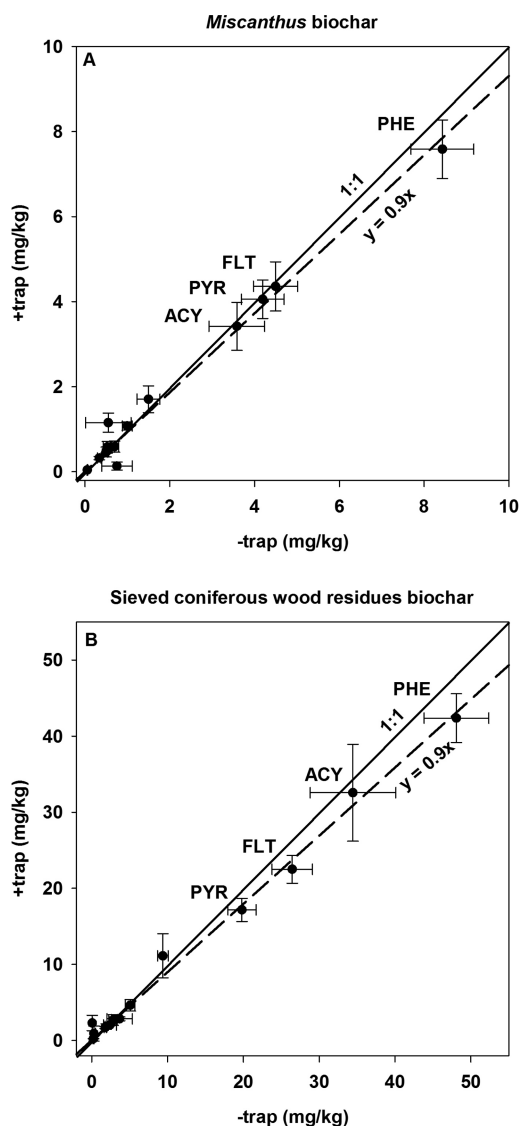 Miscanthus biochar
A
10
8
6
4
2
0
+trap (mg/kg)
PHE
1:1
y = 0.9x
FLT
PYR
ACY
0 2 4 6 8 10
-trap (mg/kg)
Sieved coniferous wood residues biochar
B
50
40
30
20
10
0
+trap (mg/kg)
PHE
1:1
y = 0.9x
ACY
FLT
PYR
0 10 20 30 40 50
-trap (mg/kg)